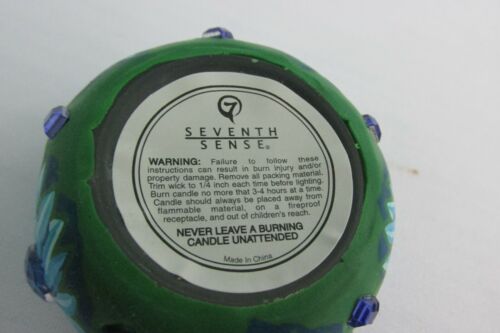 7
SEVENTH
SENSE®
WARNING: Failure to follow these
instructions can result in burn injury and/or
property damage. Remove all packing material.
Trim wick to 1/4 inch each time before lighting.
Burn candle no more that 3-4 hours at a time.
Candle should always be placed away from
flammable material, on a fireproof
receptacle, and out of children's reach.
NEVER LEAVE A BURNING
CANDLE UNATTENDED
Made In China